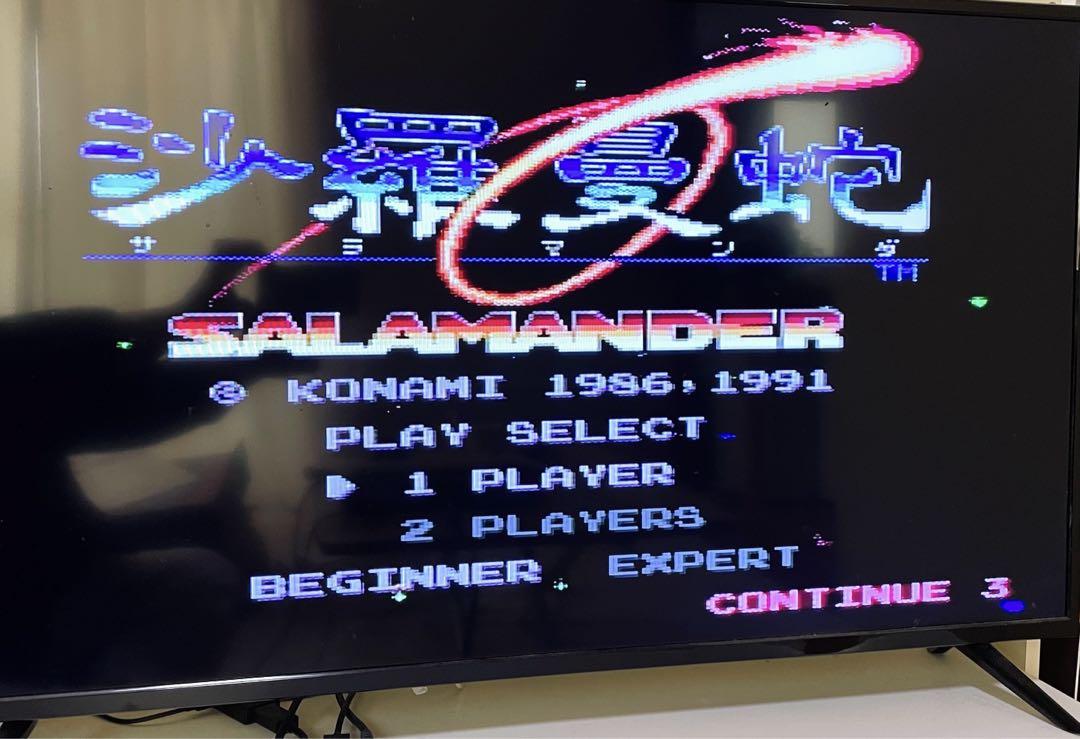 沙羅曼蛇
サラマンダ
TM
SALAMANDER
© KONAMI 1986,1991
PLAY SELECT
▶ 1 PLAYER
2 PLAYERS
BEGINNER EXPERT
CONTINUE 3